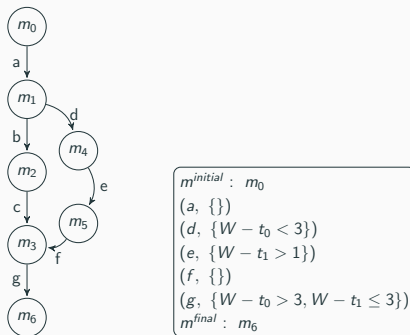 m₀
a
m₁
d
b
m₄
m₂
e
c
m₅
m₃
f
g
m₆
m^{initial} : m₀
(a, {})
(d, {W − t₀ < 3})
(e, {W − t₁ > 1})
(f, {})
(g, {W − t₀ > 3, W − t₁ ≤ 3})
m^{final} : m₆